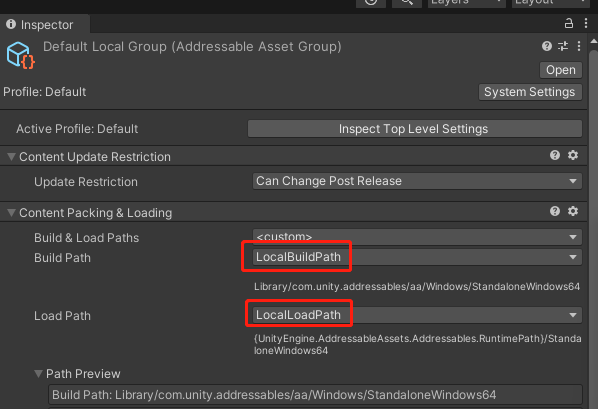 Layers
Layout
Inspector
Default Local Group (Addressable Asset Group)
Open
Profile: Default
System Settings
Active Profile: Default
Inspect Top Level Settings
Content Update Restriction
Update Restriction
Can Change Post Release
Content Packing & Loading
Build & Load Paths
<custom>
Build Path
LocalBuildPath
Library/com.unity.addressables/aa/Windows/StandaloneWindows64
Load Path
LocalLoadPath
{UnityEngine.AddressableAssets.Addressables.RuntimePath}/Standa
loneWindows64
Path Preview
Build Path: Library/com.unity.addressables/aa/Windows/StandaloneWindows64